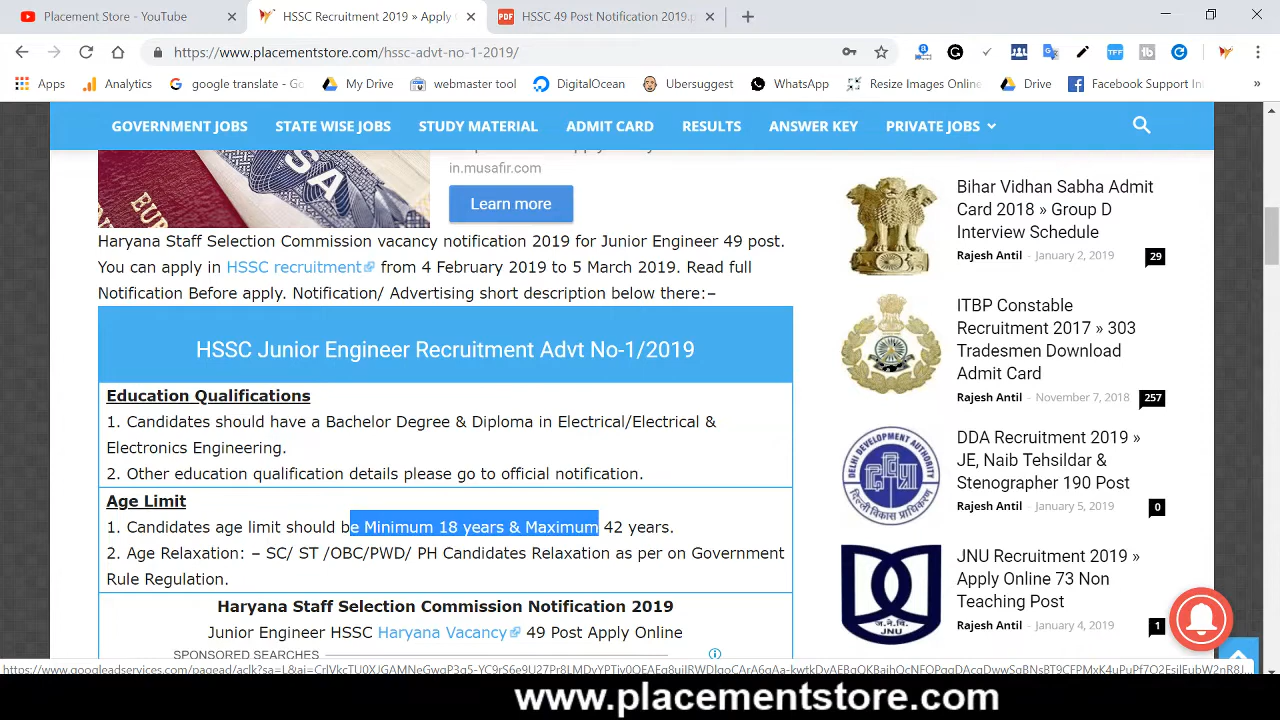 Placement Store - YouTube
HSSC Recruitment 2019 » Apply
HSSC 49 Post Notification 2019.p
https://www.placementstore.com/hssc-advt-no-1-2019/
Apps
Analytics
google translate - Go
My Drive
webmaster tool
DigitalOcean
Ubersuggest
WhatsApp
Resize Images Online
Drive
Facebook Support In
»
GOVERNMENT JOBS
STATE WISE JOBS
STUDY MATERIAL
ADMIT CARD
RESULTS
ANSWER KEY
PRIVATE JOBS
in.musafir.com
Learn more
Haryana Staff Selection Commission vacancy notification 2019 for Junior Engineer 49 post.
You can apply in HSSC recruitment from 4 February 2019 to 5 March 2019. Read full
Notification Before apply. Notification/ Advertising short description below there:–
HSSC Junior Engineer Recruitment Advt No-1/2019
Education Qualifications
1. Candidates should have a Bachelor Degree & Diploma in Electrical/Electrical &
Electronics Engineering.
2. Other education qualification details please go to official notification.
Age Limit
1. Candidates age limit should be Minimum 18 years & Maximum 42 years.
2. Age Relaxation: – SC/ ST /OBC/PWD/ PH Candidates Relaxation as per on Government
Rule Regulation.
Haryana Staff Selection Commission Notification 2019
Junior Engineer HSSC Haryana Vacancy 49 Post Apply Online
SPONSORED SEARCHES
Bihar Vidhan Sabha Admit
Card 2018 » Group D
Interview Schedule
Rajesh Antil - January 2, 2019
29
ITBP Constable
Recruitment 2017 » 303
Tradesmen Download
Admit Card
Rajesh Antil - November 7, 2018
257
DDA Recruitment 2019 »
JE, Naib Tehsildar &
Stenographer 190 Post
Rajesh Antil - January 5, 2019
0
JNU Recruitment 2019 »
Apply Online 73 Non
Teaching Post
Rajesh Antil - January 4, 2019
1
www.placementstore.com